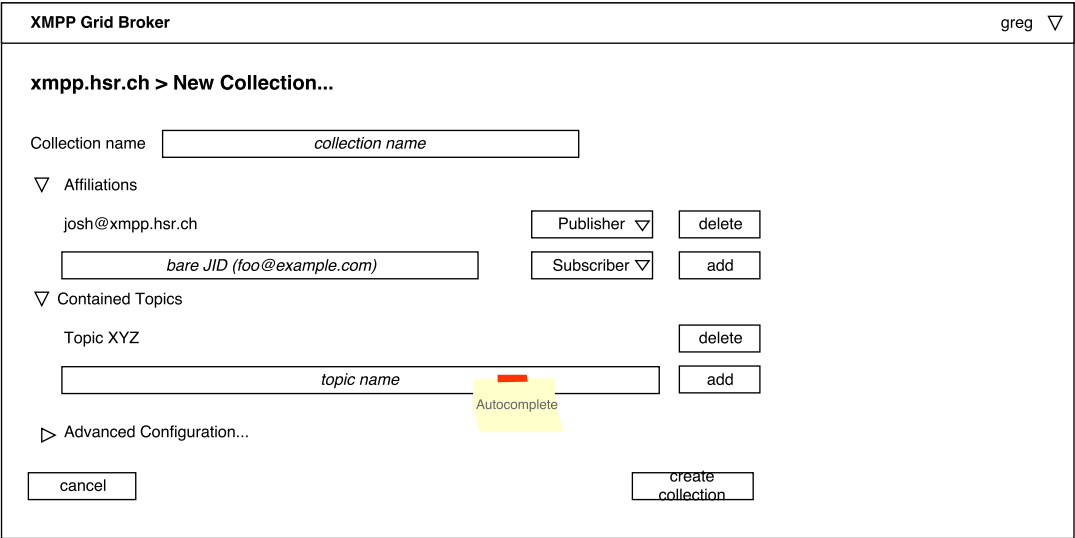 XMPP Grid Broker greg
xmpp.hsr.ch > New Collection...
Collection name collection name
Affiliations
josh@xmpp.hsr.ch Publisher delete
bare JID (foo@example.com) Subscriber add
Contained Topics
Topic XYZ delete
topic name add
Autocomplete
Advanced Configuration...
cancel create
collection